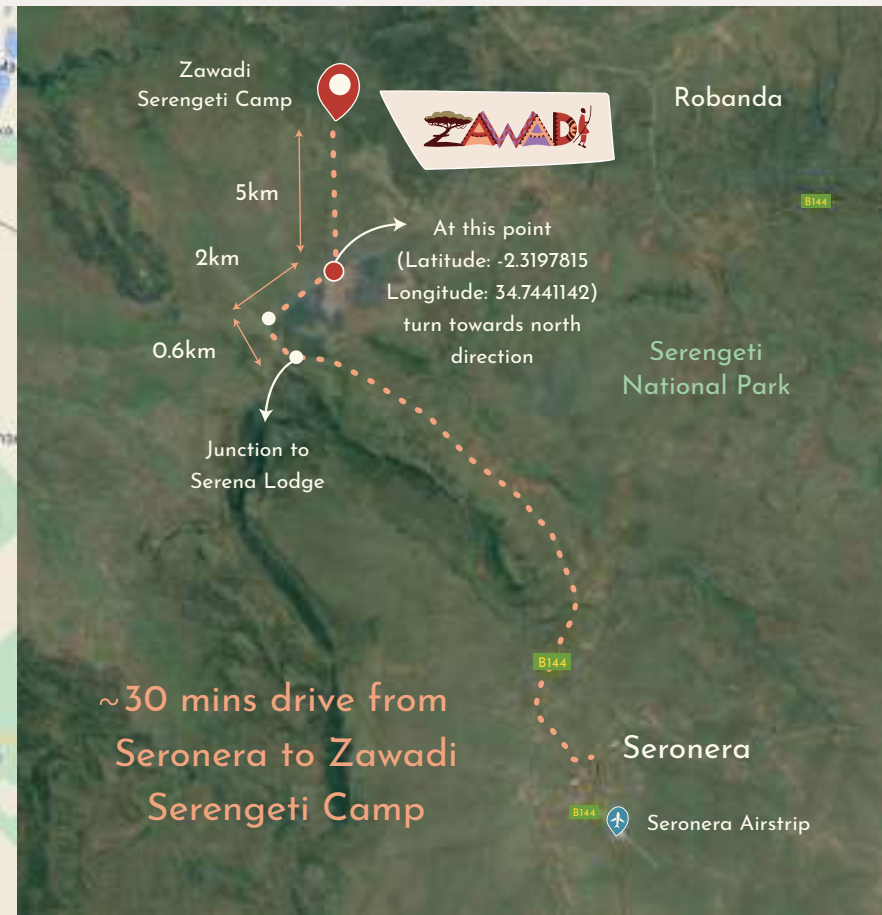 Zawadi
Serengeti Camp
ZAWADI
Robanda
B144
5km
2km
At this point
(Latitude: -2.3197815
Longitude: 34.7441142)
turn towards north
direction
0.6km
Serengeti
National Park
Junction to
Serena Lodge
B144
~30 mins drive from
Seronera to Zawadi
Serengeti Camp
Seronera
B144
Seronera Airstrip